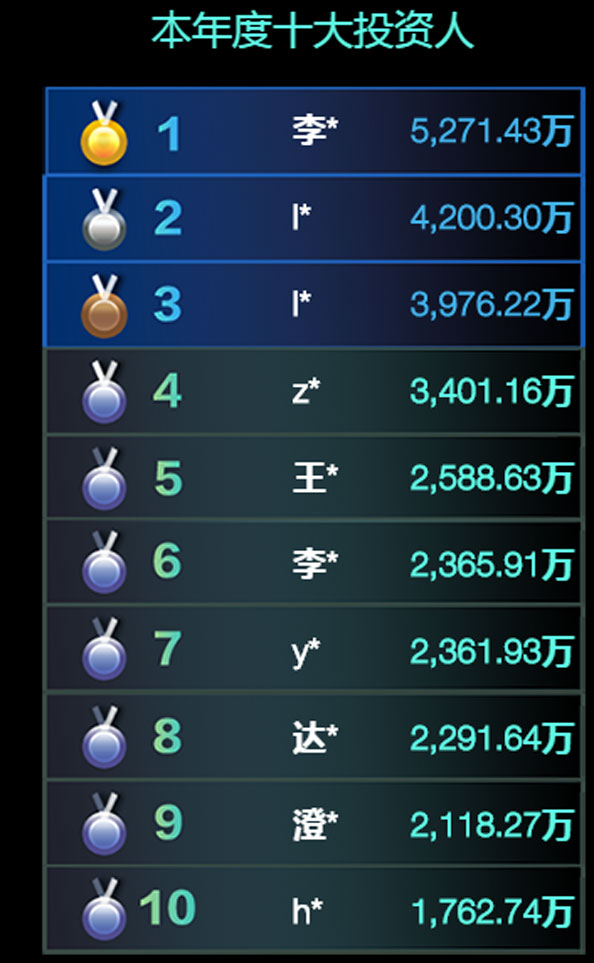 本年度十大投资人
1 李* 5,271.43万
2 l* 4,200.30万
3 l* 3,976.22万
4 z* 3,401.16万
5 王* 2,588.63万
6 李* 2,365.91万
7 y* 2,361.93万
8 达* 2,291.64万
9 澄* 2,118.27万
10 h* 1,762.74万